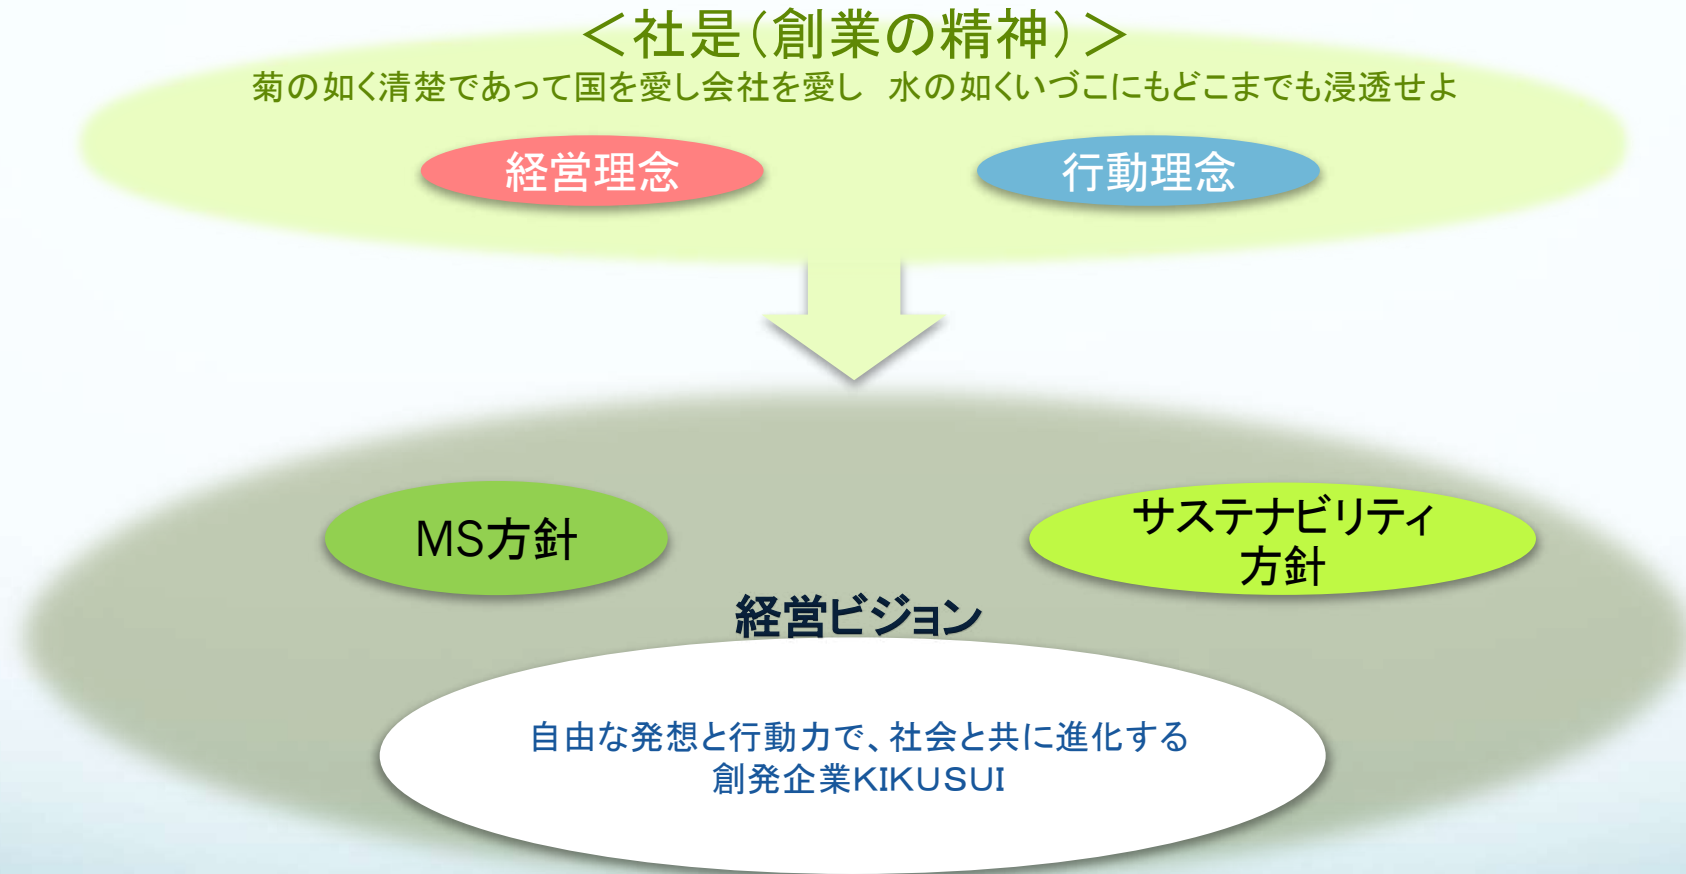 ＜社是（創業の精神）＞
菊の如く清楚であって国を愛し会社を愛し　水の如くいづこにもどこまでも浸透せよ
経営理念
行動理念
MS方針
サステナビリティ
方針
経営ビジョン
自由な発想と行動力で、社会と共に進化する
創発企業KIKUSUI